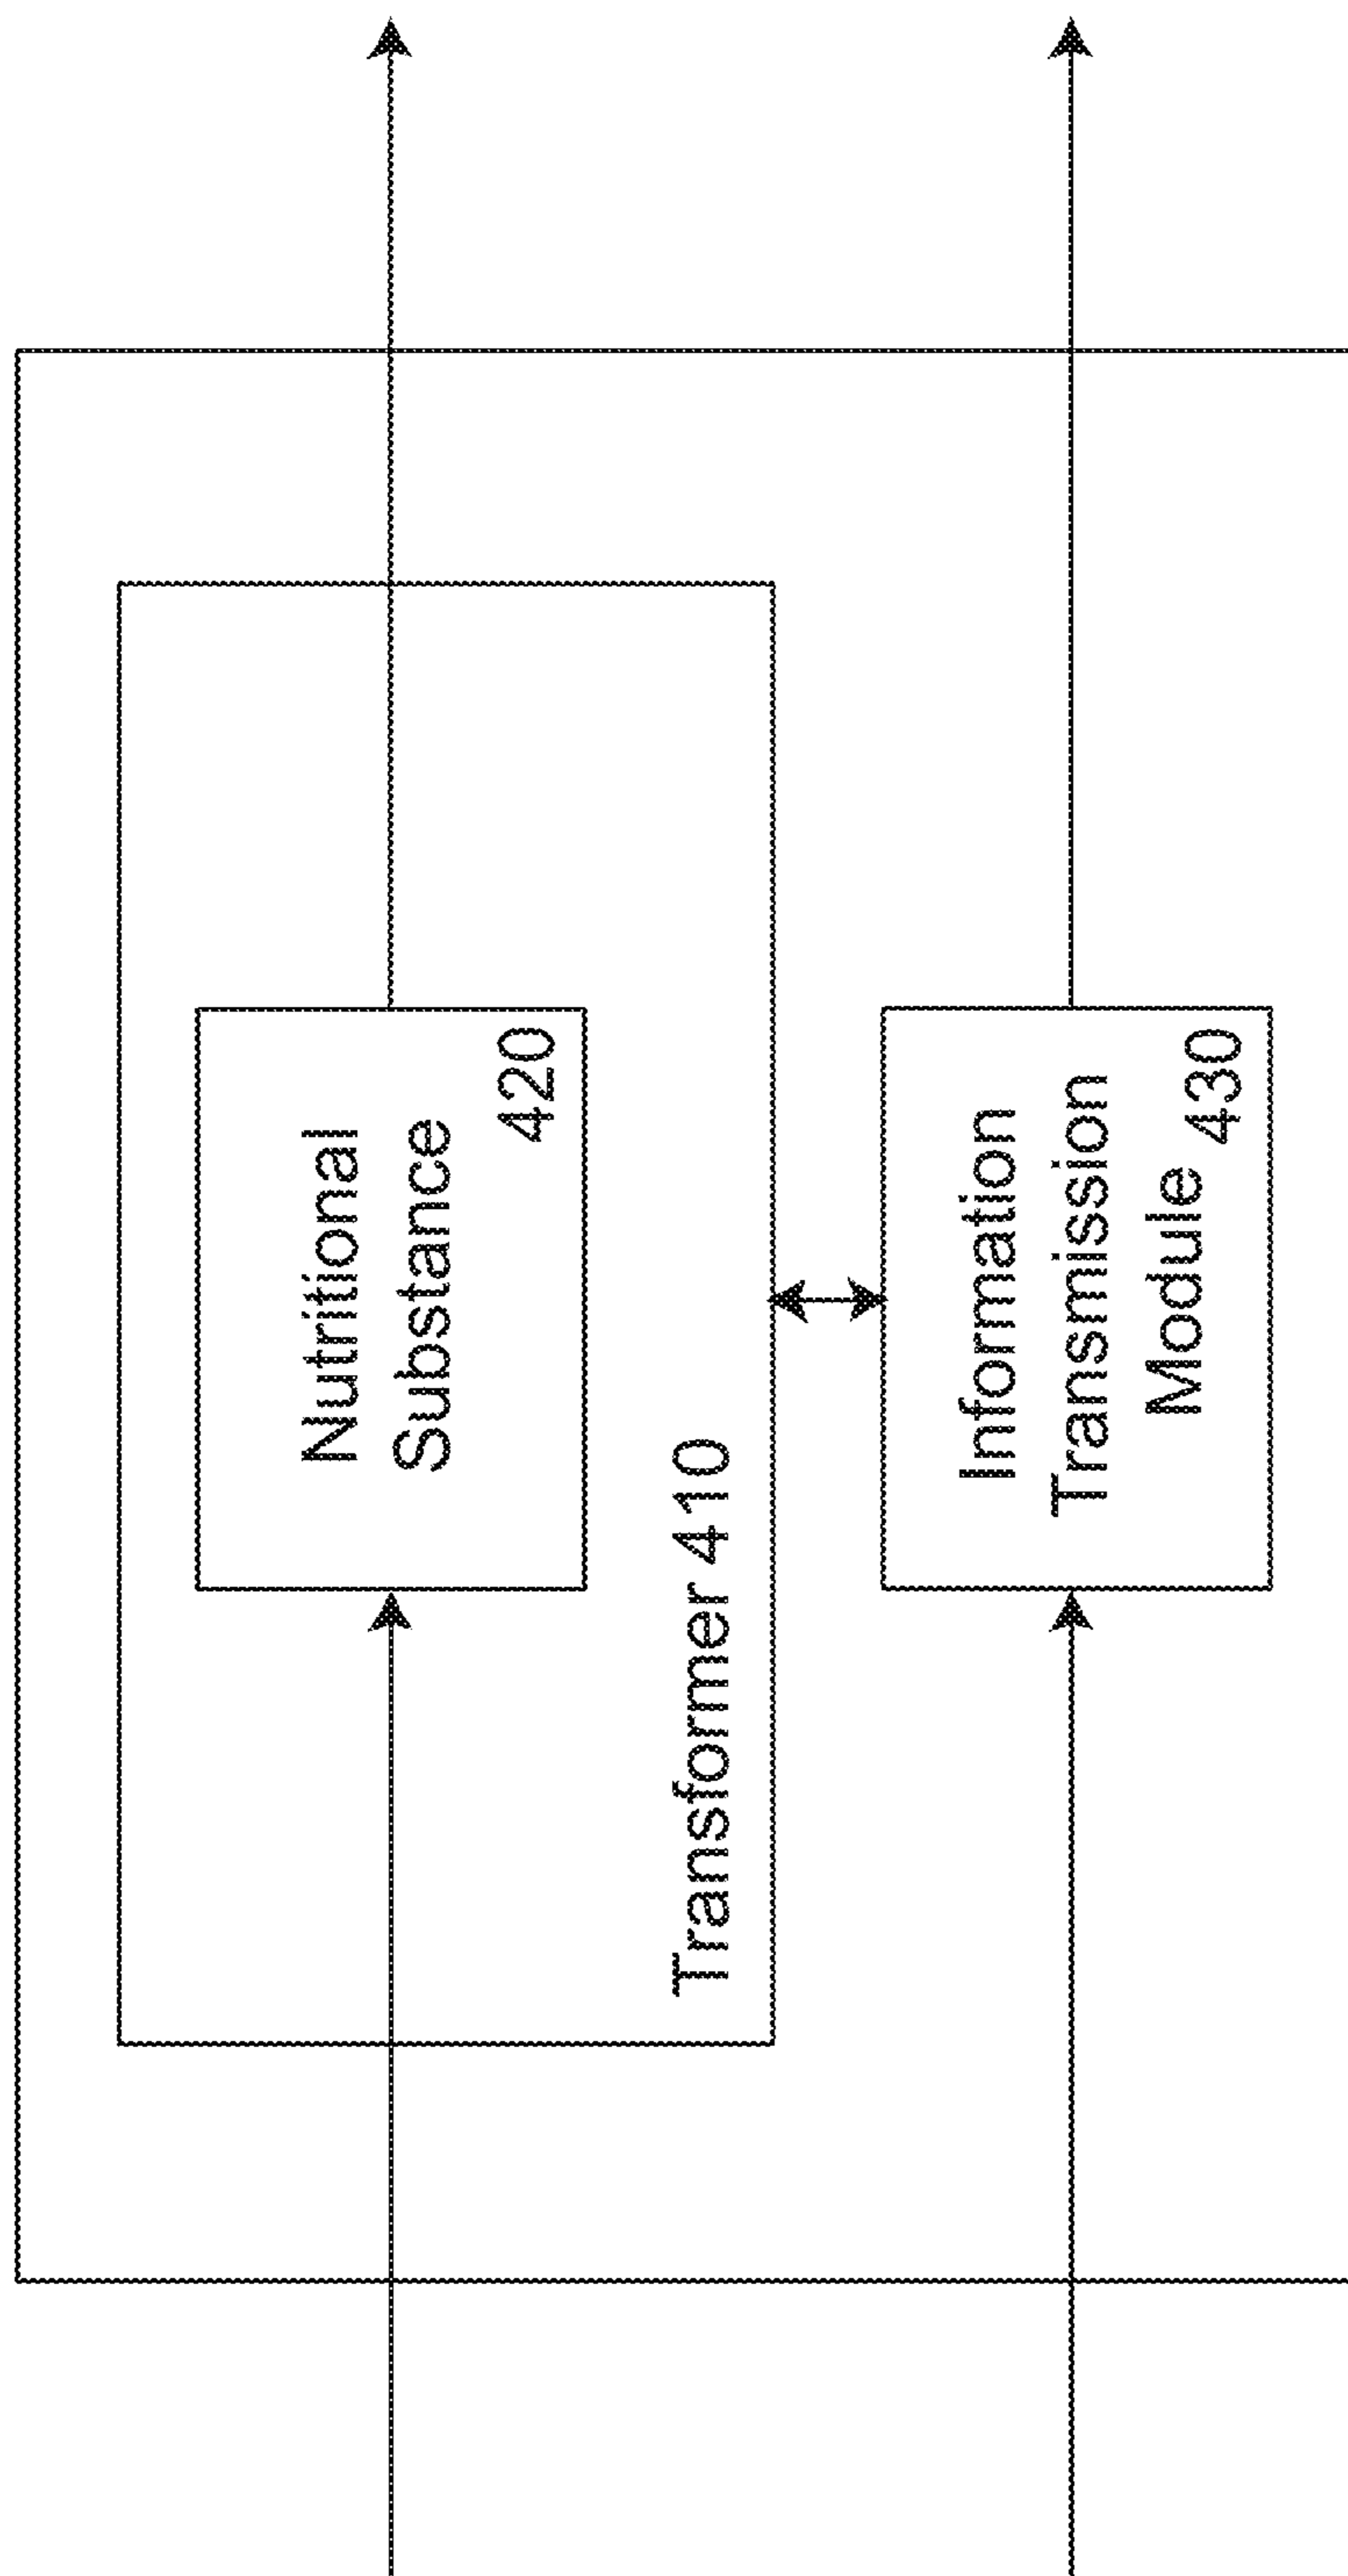 Nutritional
Substance
420
Transformer 410
Information
Transmission
Module 430